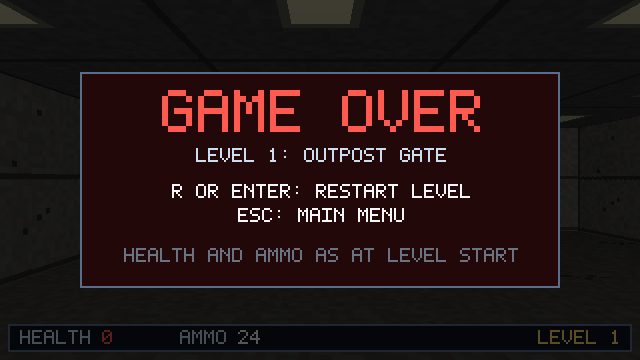 GAME OVER
LEVEL 1: OUTPOST GATE
R OR ENTER: RESTART LEVEL
ESC: MAIN MENU
HEALTH AND AMMO AS AT LEVEL START
HEALTH 0 AMMO 24 LEVEL 1